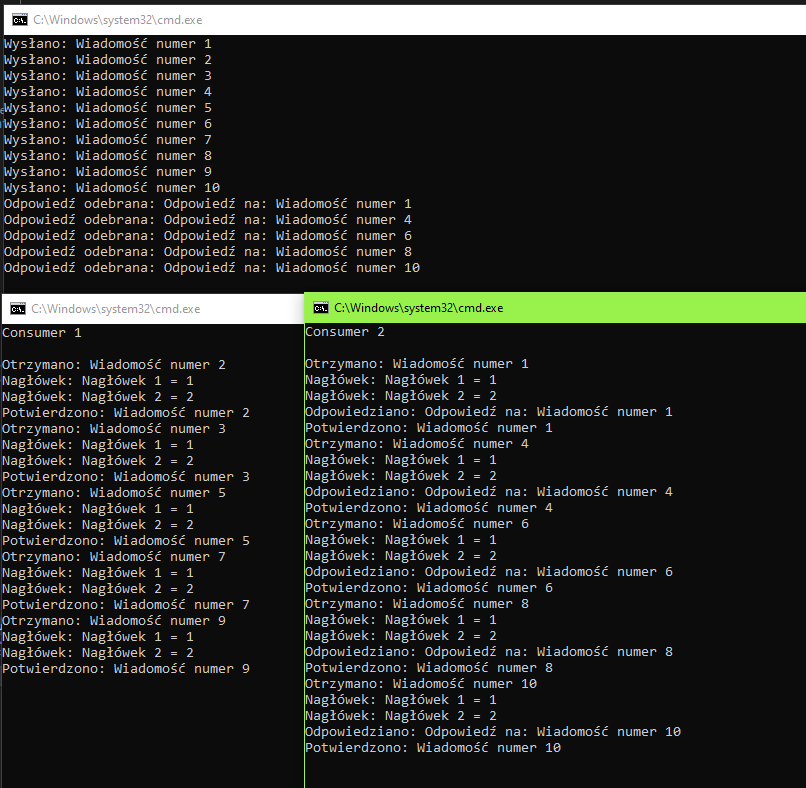 C:\Windows\system32\cmd.exe
Wysłano: Wiadomość numer 1
Wysłano: Wiadomość numer 2
Wysłano: Wiadomość numer 3
Wysłano: Wiadomość numer 4
Wysłano: Wiadomość numer 5
Wysłano: Wiadomość numer 6
Wysłano: Wiadomość numer 7
Wysłano: Wiadomość numer 8
Wysłano: Wiadomość numer 9
Wysłano: Wiadomość numer 10
Odpowiedź odebrana: Odpowiedź na: Wiadomość numer 1
Odpowiedź odebrana: Odpowiedź na: Wiadomość numer 4
Odpowiedź odebrana: Odpowiedź na: Wiadomość numer 6
Odpowiedź odebrana: Odpowiedź na: Wiadomość numer 8
Odpowiedź odebrana: Odpowiedź na: Wiadomość numer 10
C:\Windows\system32\cmd.exe
Consumer 1
Otrzymano: Wiadomość numer 2
Nagłówek: Nagłówek 1 = 1
Nagłówek: Nagłówek 2 = 2
Potwierdzono: Wiadomość numer 2
Otrzymano: Wiadomość numer 3
Nagłówek: Nagłówek 1 = 1
Nagłówek: Nagłówek 2 = 2
Potwierdzono: Wiadomość numer 3
Otrzymano: Wiadomość numer 5
Nagłówek: Nagłówek 1 = 1
Nagłówek: Nagłówek 2 = 2
Potwierdzono: Wiadomość numer 5
Otrzymano: Wiadomość numer 7
Nagłówek: Nagłówek 1 = 1
Nagłówek: Nagłówek 2 = 2
Potwierdzono: Wiadomość numer 7
Otrzymano: Wiadomość numer 9
Nagłówek: Nagłówek 1 = 1
Nagłówek: Nagłówek 2 = 2
Potwierdzono: Wiadomość numer 9
C:\Windows\system32\cmd.exe
Consumer 2
Otrzymano: Wiadomość numer 1
Nagłówek: Nagłówek 1 = 1
Nagłówek: Nagłówek 2 = 2
Odpowiedziano: Odpowiedź na: Wiadomość numer 1
Potwierdzono: Wiadomość numer 1
Otrzymano: Wiadomość numer 4
Nagłówek: Nagłówek 1 = 1
Nagłówek: Nagłówek 2 = 2
Odpowiedziano: Odpowiedź na: Wiadomość numer 4
Potwierdzono: Wiadomość numer 4
Otrzymano: Wiadomość numer 6
Nagłówek: Nagłówek 1 = 1
Nagłówek: Nagłówek 2 = 2
Odpowiedziano: Odpowiedź na: Wiadomość numer 6
Potwierdzono: Wiadomość numer 6
Otrzymano: Wiadomość numer 8
Nagłówek: Nagłówek 1 = 1
Nagłówek: Nagłówek 2 = 2
Odpowiedziano: Odpowiedź na: Wiadomość numer 8
Potwierdzono: Wiadomość numer 8
Otrzymano: Wiadomość numer 10
Nagłówek: Nagłówek 1 = 1
Nagłówek: Nagłówek 2 = 2
Odpowiedziano: Odpowiedź na: Wiadomość numer 10
Potwierdzono: Wiadomość numer 10